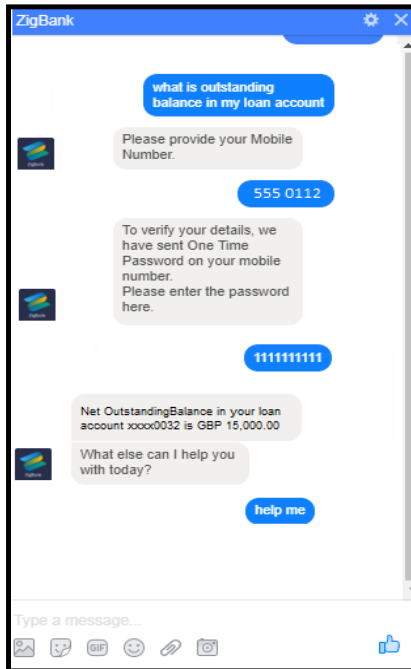 ZigBank
what is outstanding
balance in my loan account
Please provide your Mobile
Number.
ZigBank
555 0112
To verify your details, we
have sent One Time
Password on your mobile
number.
Please enter the password
here.
ZigBank
1111111111
Net OutstandingBalance in your loan
account xxxx0032 is GBP 15,000.00
What else can I help you
with today?
ZigBank
help me
Type a message...
GIF